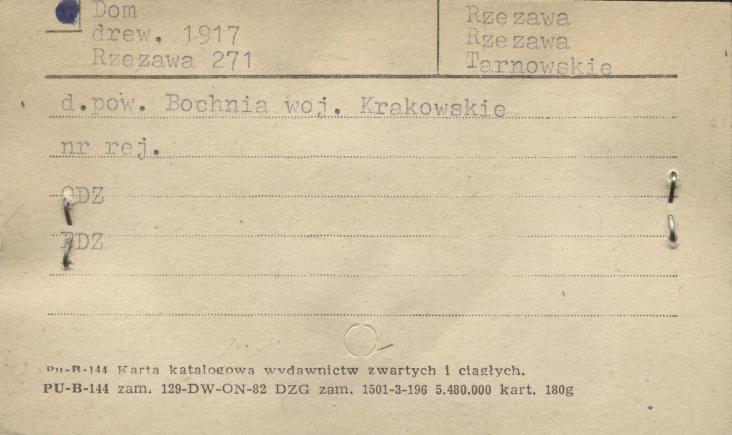 Dom
drew. 1917
Rzezawa 271
Rzezawa
Rzezawa
Tarnowskie
d.pow. Bochnia woj. Krakowskie
nr rej.
ODZ
PDZ
PU-B-144 Karta katalogowa wydawnictw zwartych i ciągłych.
PU-B-144 zam. 129-DW-ON-82 DZG zam. 1501-3-196 5.480.000 kart. 180g